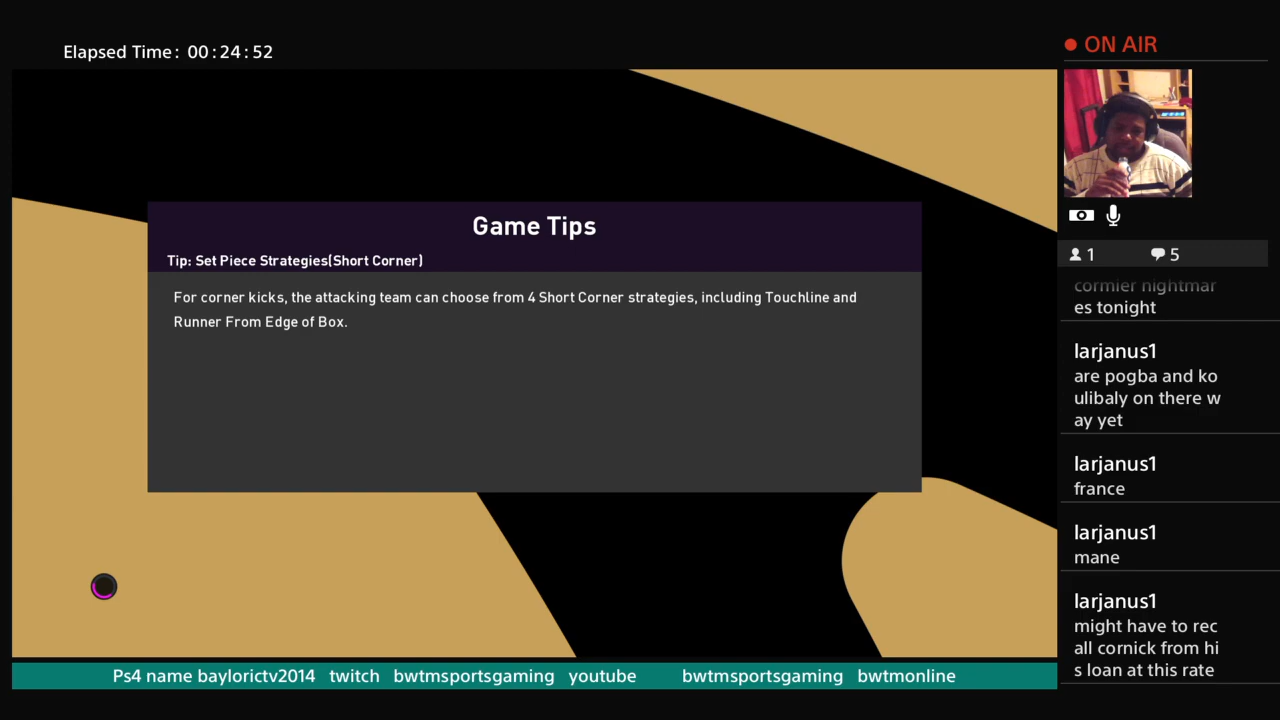 Elapsed Time: 00:24:52
ON AIR
Game Tips
Tip: Set Piece Strategies(Short Corner)
For corner kicks, the attacking team can choose from 4 Short Corner strategies, including Touchline and
Runner From Edge of Box.
1 5
cormier nightmar
es tonight
larjanus1
are pogba and ko
ulibaly on there w
ay yet
larjanus1
france
larjanus1
mane
larjanus1
might have to rec
all cornick from hi
s loan at this rate
Ps4 name baylorictv2014 twitch bwtmsportsgaming youtube bwtmsportsgaming bwtmonline